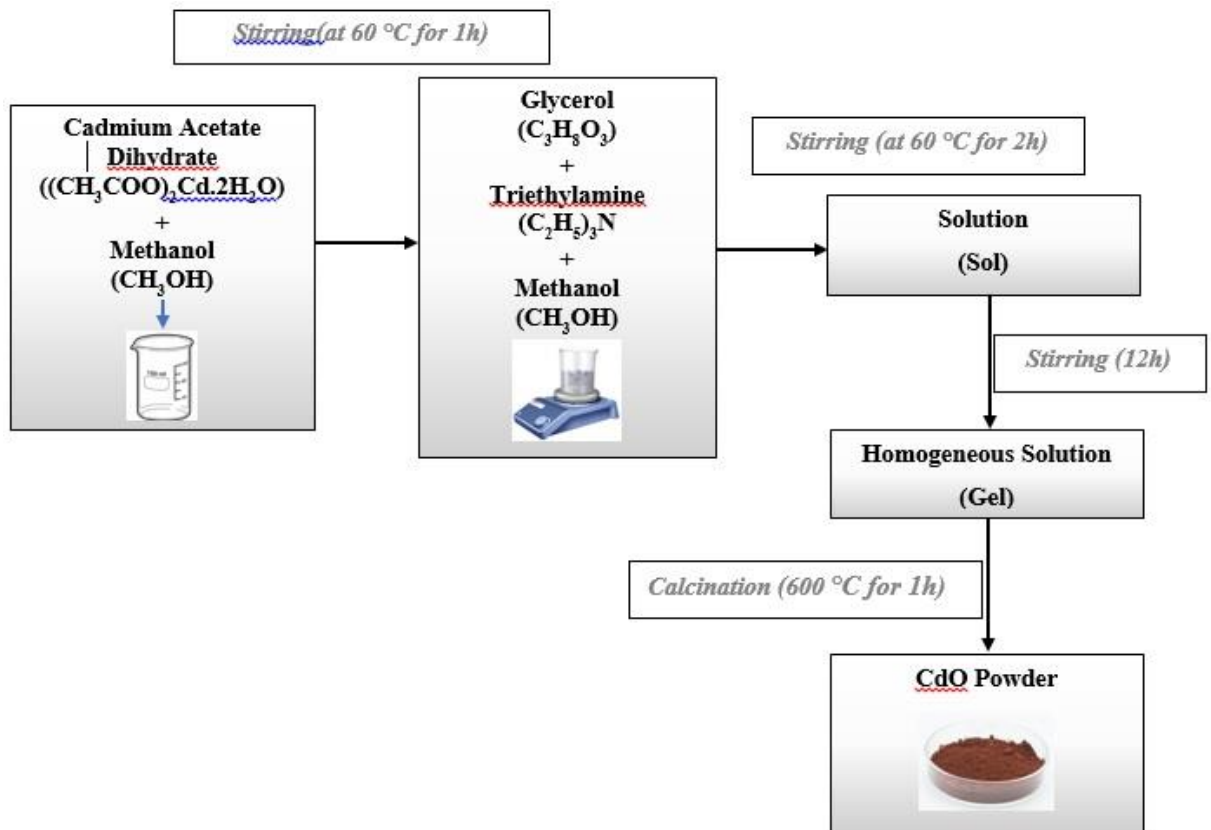 Stirring(at 60 °C for 1h)
Cadmium Acetate
Dihydrate
((CH₃COO)₂Cd.2H₂O)
+
Methanol
(CH₃OH)
Glycerol
(C₃H₈O₃)
+
Triethylamine
(C₂H₅)₃N
+
Methanol
(CH₃OH)
Stirring (at 60 °C for 2h)
Solution
(Sol)
Stirring (12h)
Homogeneous Solution
(Gel)
Calcination (600 °C for 1h)
CdO Powder